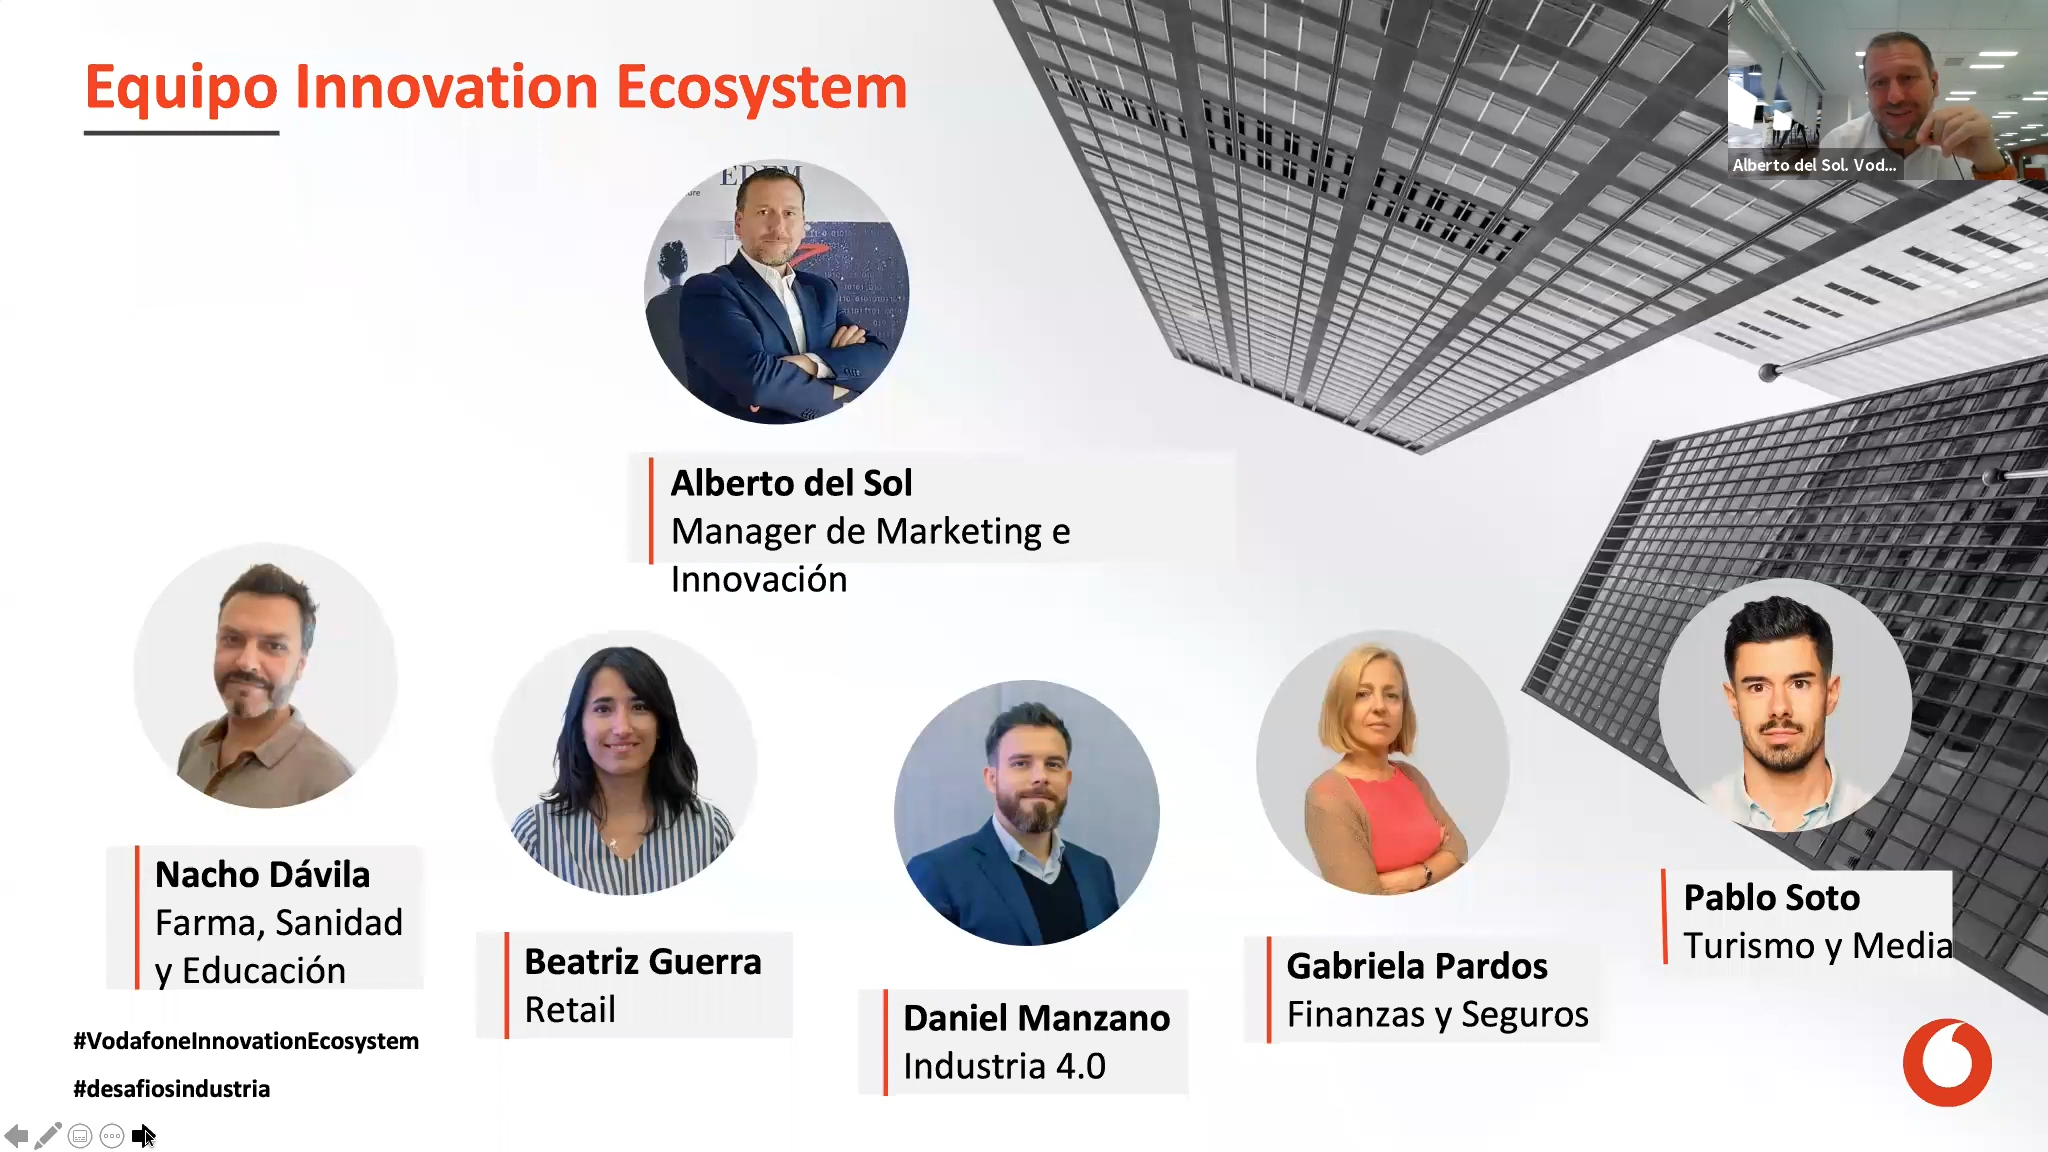 Equipo Innovation Ecosystem
Alberto del Sol. Vod...
EDEM
Alberto del Sol
Manager de Marketing e
Innovación
Nacho Dávila
Farma, Sanidad
y Educación
Beatriz Guerra
Retail
Daniel Manzano
Industria 4.0
Gabriela Pardos
Finanzas y Seguros
Pablo Soto
Turismo y Media
#VodafoneInnovationEcosystem
#desafiosindustria